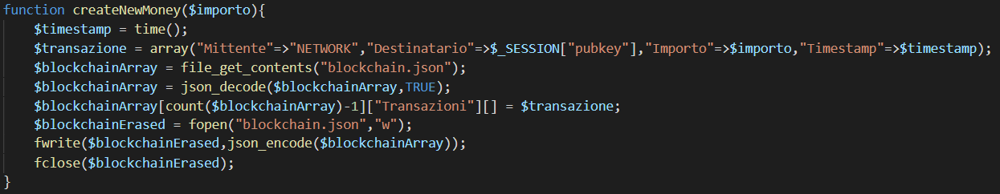 function createNewMoney($importo){
    $timestamp = time();
    $transazione = array("Mittente"=>"NETWORK","Destinatario"=>$_SESSION["pubkey"],"Importo"=>$importo,"Timestamp"=>$timestamp);
    $blockchainArray = file_get_contents("blockchain.json");
    $blockchainArray = json_decode($blockchainArray,TRUE);
    $blockchainArray[count($blockchainArray)-1]["Transazioni"][] = $transazione;
    $blockchainErased = fopen("blockchain.json","w");
    fwrite($blockchainErased,json_encode($blockchainArray));
    fclose($blockchainErased);
}